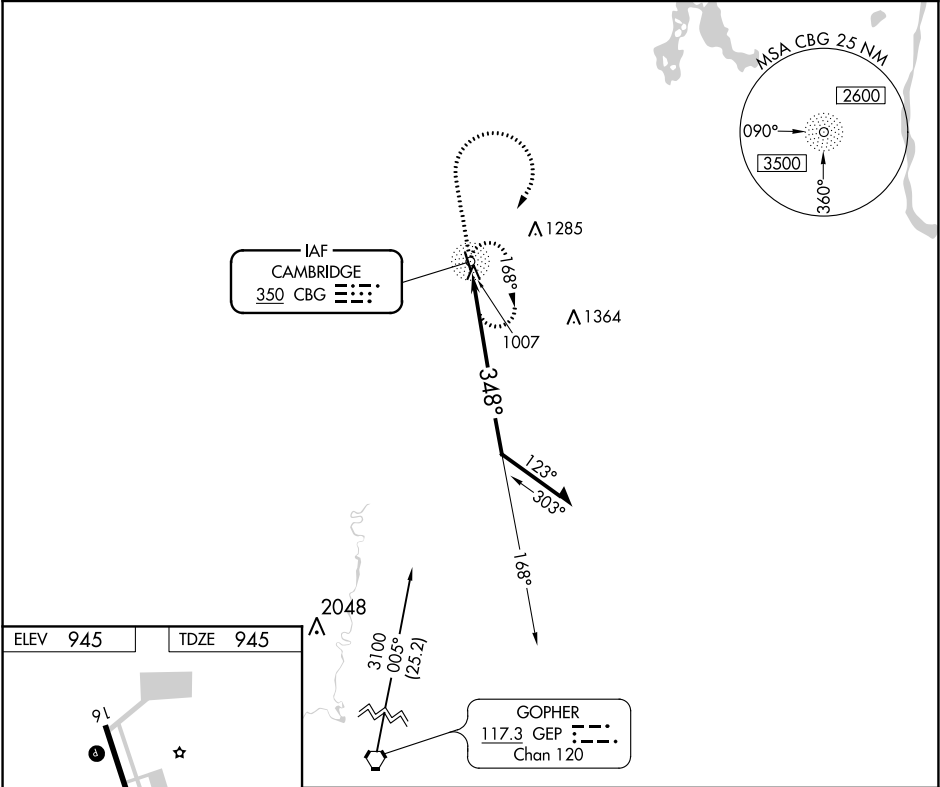 MSA CBG 25 NM
2600
090°
3500
360°
1285
IAF
CAMBRIDGE
350 CBG
168°
1364
1007
348°
123°
303°
168°
2048
3100
005°
(25.2)
ELEV 945
TDZE 945
16
P
GOPHER
117.3 GEP
Chan 120